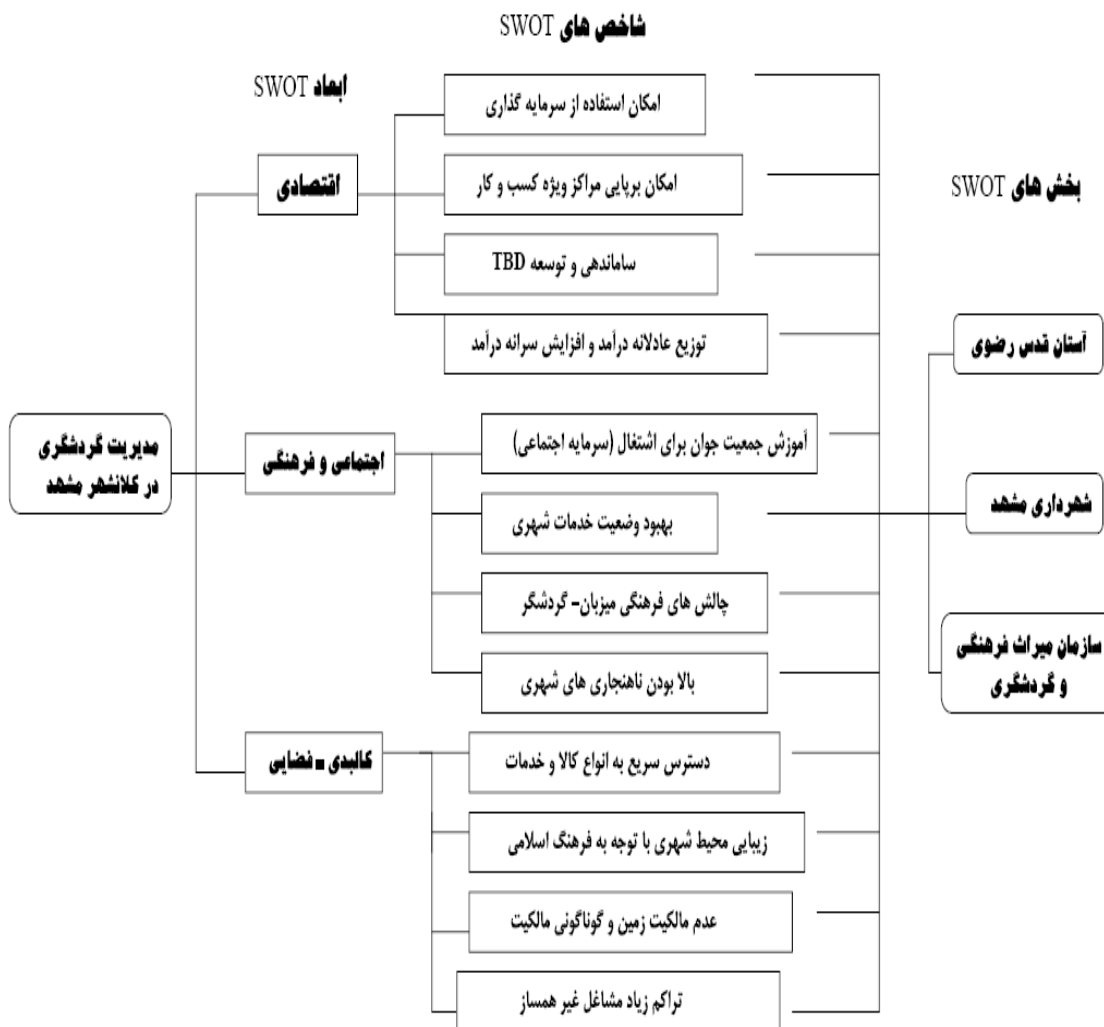 شاخص های SWOT
ابعاد SWOT
بخش های SWOT
مدیریت گردشگری
در کلانشهر مشهد
اقتصادی
امکان استفاده از سرمایه گذاری
امکان برپایی مراکز ویژه کسب و کار
ساماندهی و توسعه TBD
توزیع عادلانه درآمد و افزایش سرانه درآمد
اجتماعی و فرهنگی
آموزش جمعیت جوان برای اشتغال (سرمایه اجتماعی)
بهبود وضعیت خدمات شهری
چالش های فرهنگی میزبان- گردشگر
بالا بودن ناهنجاری های شهری
کالبدی - فضایی
دسترس سریع به انواع کالا و خدمات
زیبایی محیط شهری با توجه به فرهنگ اسلامی
عدم مالکیت زمین و گوناگونی مالکیت
تراکم زیاد مشاغل غیر همساز
آستان قدس رضوی
شهرداری مشهد
سازمان میراث فرهنگی
و گردشگری